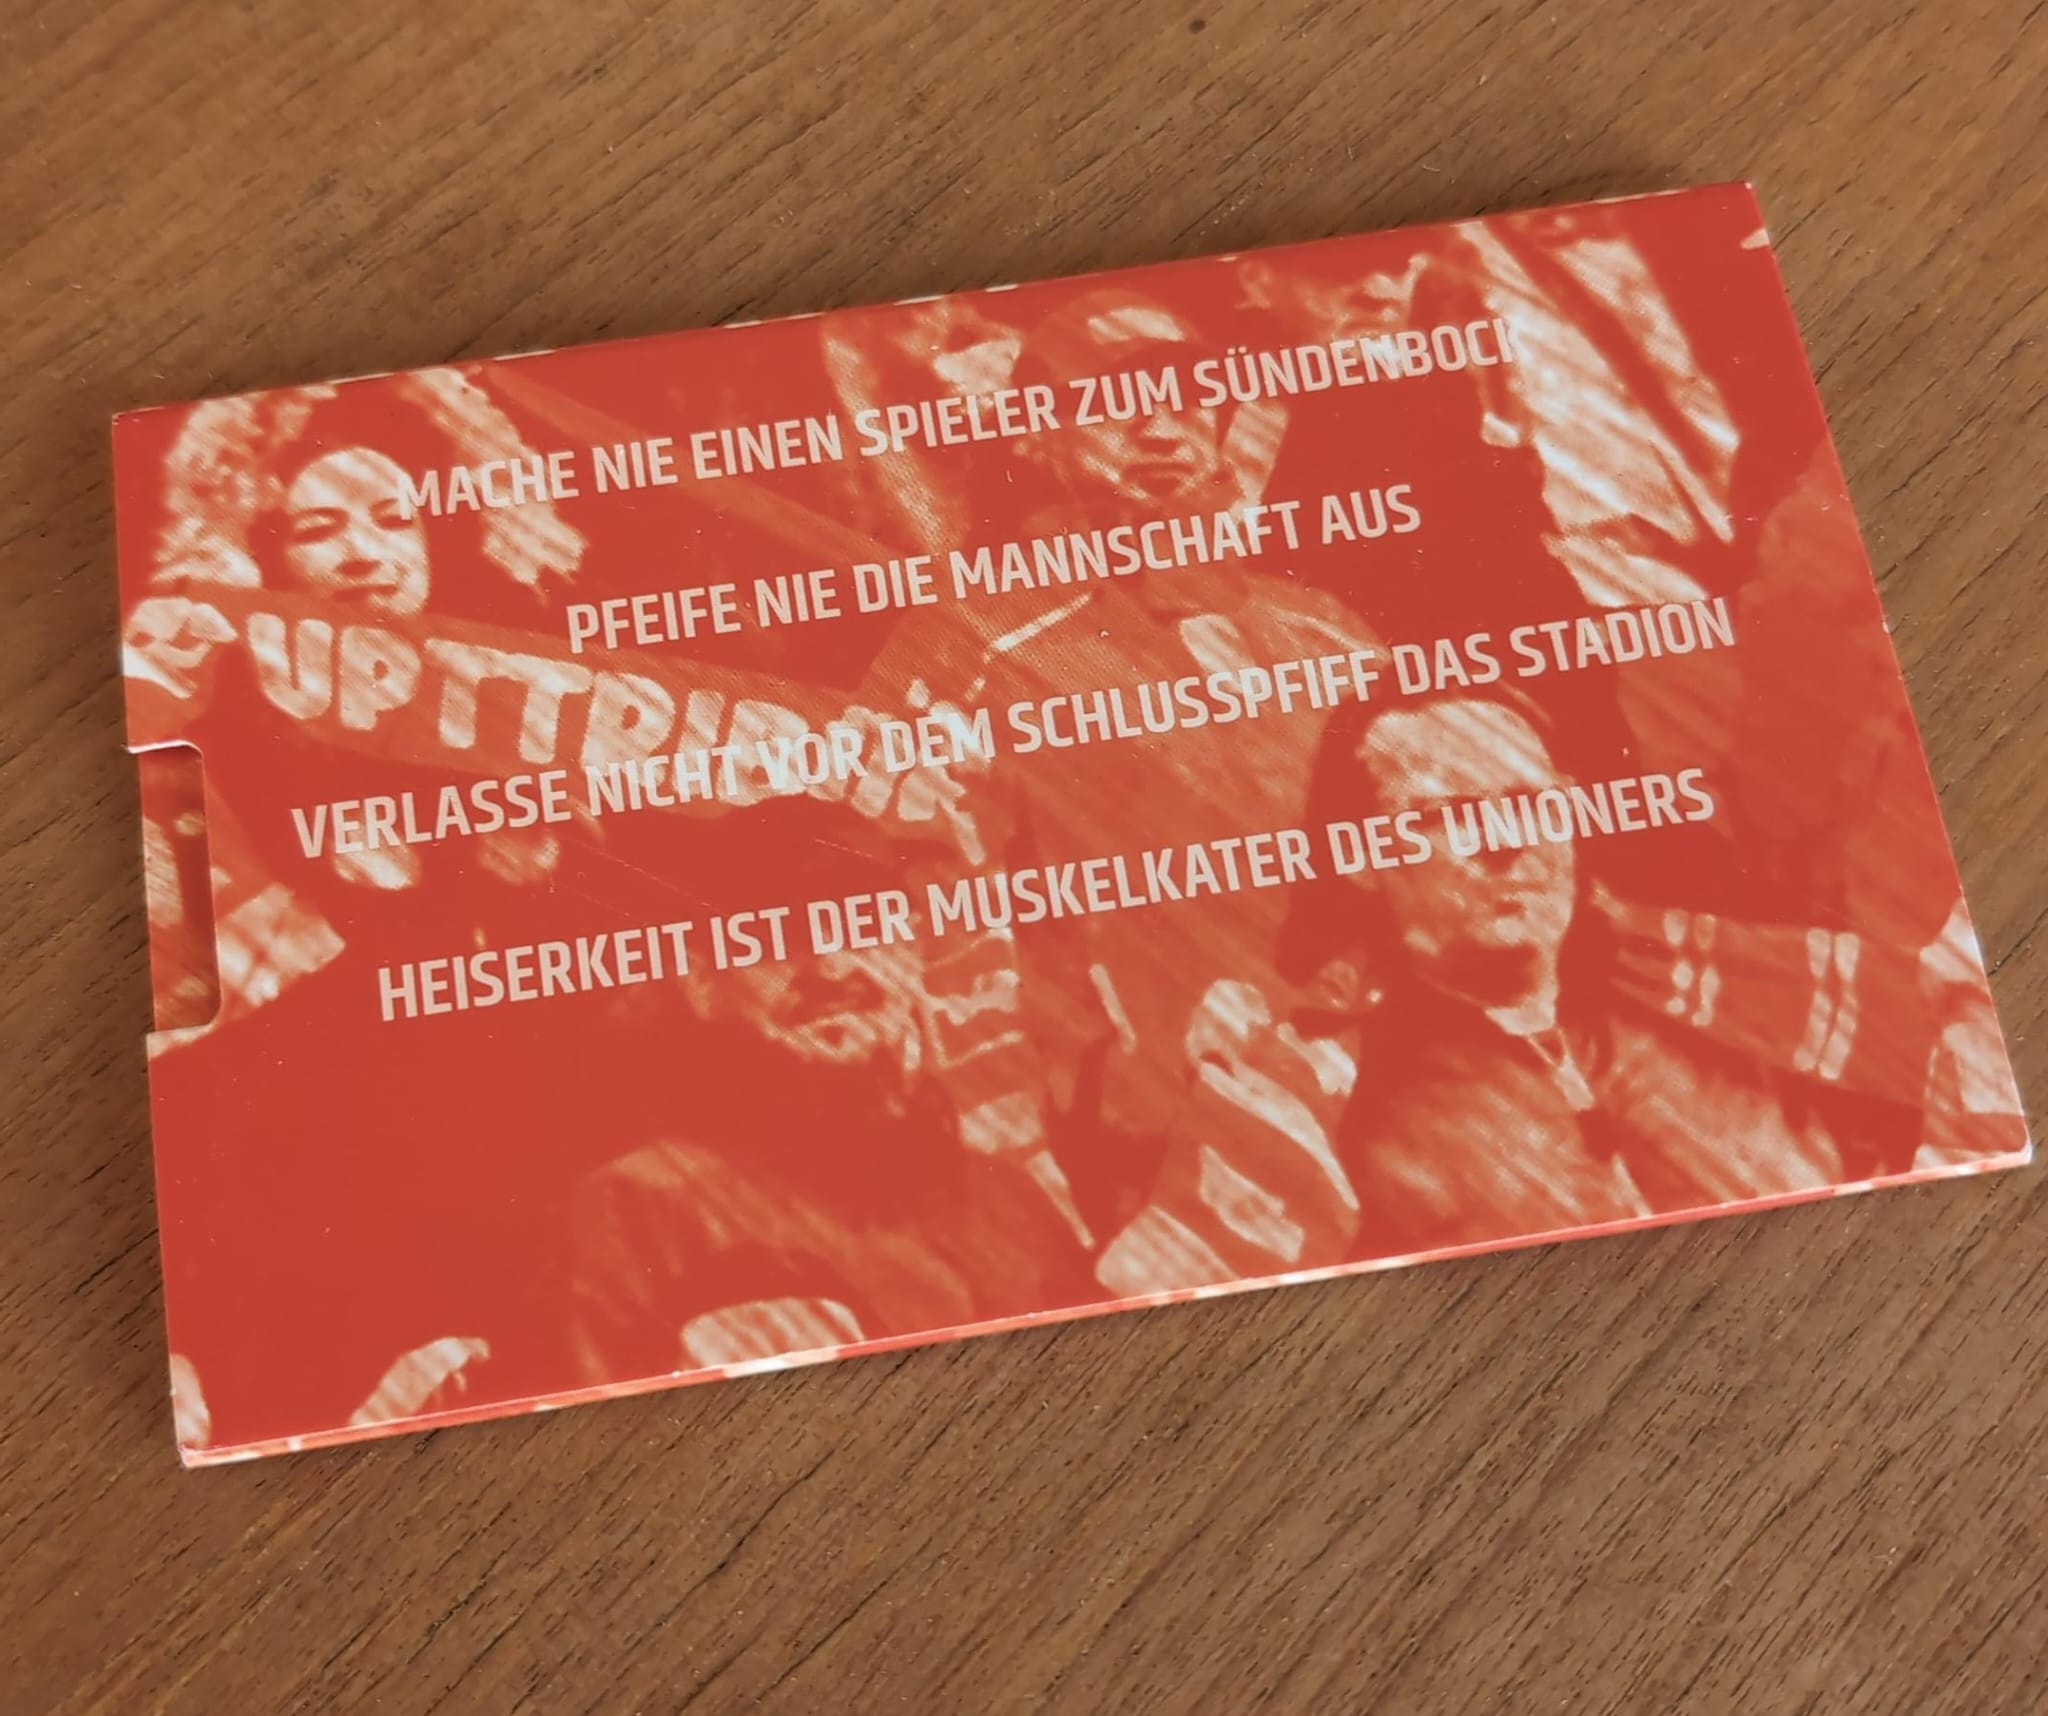 MACHE NIE EINEN SPIELER ZUM SÜNDENBOCK
PFEIFE NIE DIE MANNSCHAFT AUS
VERLASSE NICHT VOR DEM SCHLUSSPFIFF DAS STADION
HEISERKEIT IST DER MUSKELKATER DES UNIONERS